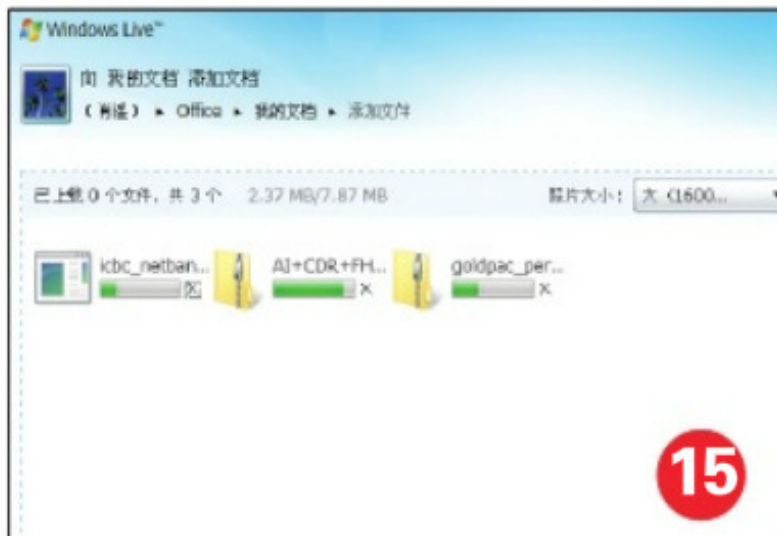 Windows Live™
向 我的文档 添加文档
(肖遥) ▸ Office ▸ 我的文档 ▸ 添加文件
已上载 0 个文件，共 3 个 2.37 MB/7.87 MB 照片大小: 大 (1600...
icbc_netban... AI+CDR+FH... goldpac_per...
15